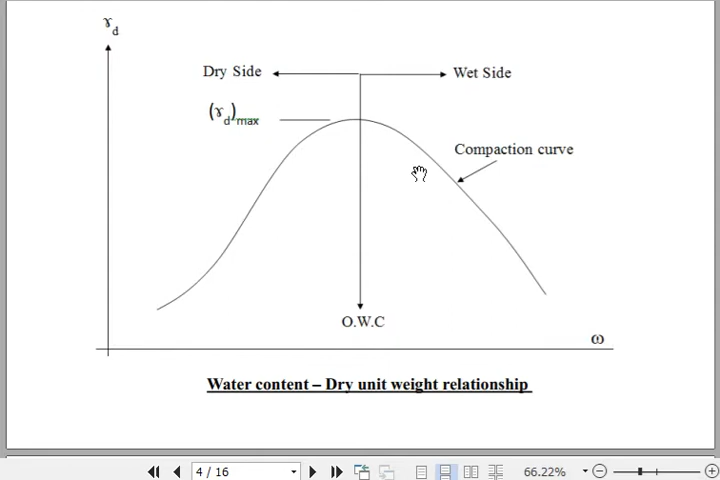 γd
Dry Side
Wet Side
(γd)max
Compaction curve
O.W.C
ω
Water content – Dry unit weight relationship
4 / 16
66.22%